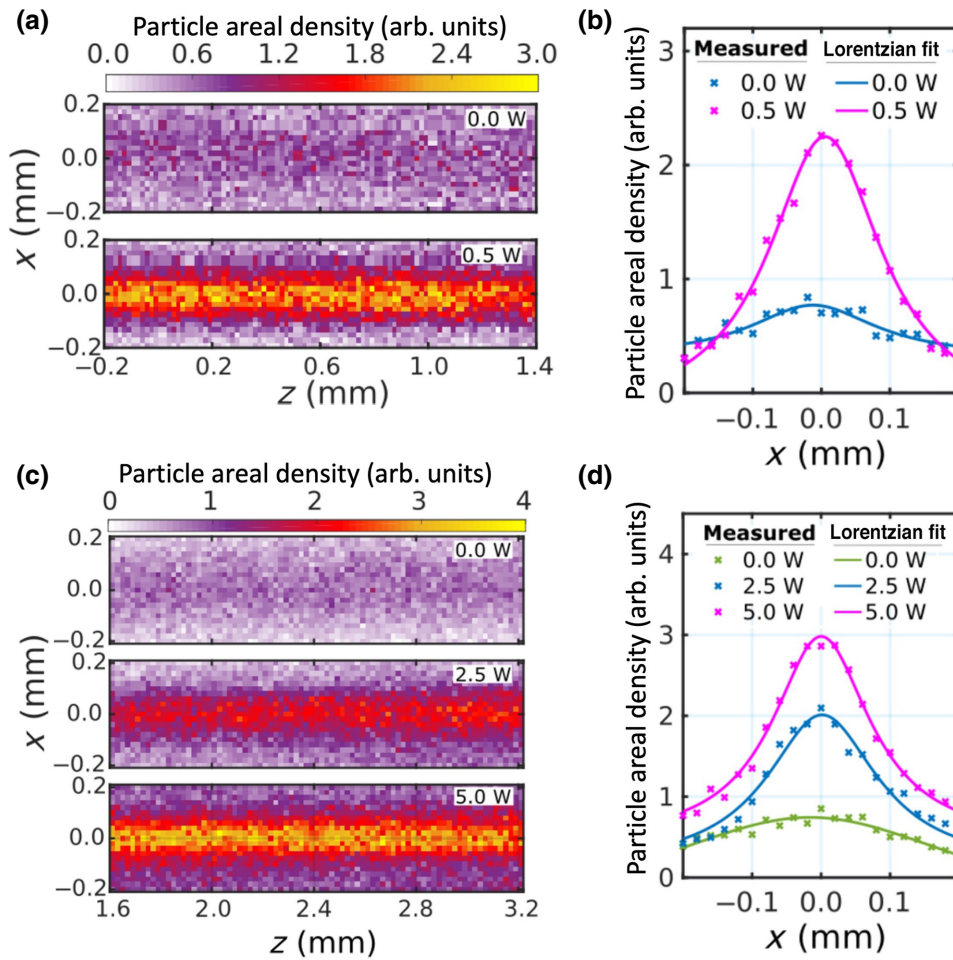 (a)
Particle areal density (arb. units)
0.0 0.6 1.2 1.8 2.4 3.0
0.2
0.0
−0.2
0.0 W
0.2
0.0
−0.2
0.5 W
x (mm)
−0.2 0.2 0.6 1.0 1.4
z (mm)
(b)
Particle areal density (arb. units)
3
2
1
0
Measured Lorentzian fit
0.0 W 0.0 W
0.5 W 0.5 W
−0.1 0.0 0.1
x (mm)
(c)
Particle areal density (arb. units)
0 1 2 3 4
0.2
0.0
−0.2
0.0 W
0.2
0.0
−0.2
2.5 W
0.2
0.0
−0.2
5.0 W
x (mm)
1.6 2.0 2.4 2.8 3.2
z (mm)
(d)
Particle areal density (arb. units)
4
3
2
1
0
Measured Lorentzian fit
0.0 W 0.0 W
2.5 W 2.5 W
5.0 W 5.0 W
−0.1 0.0 0.1
x (mm)